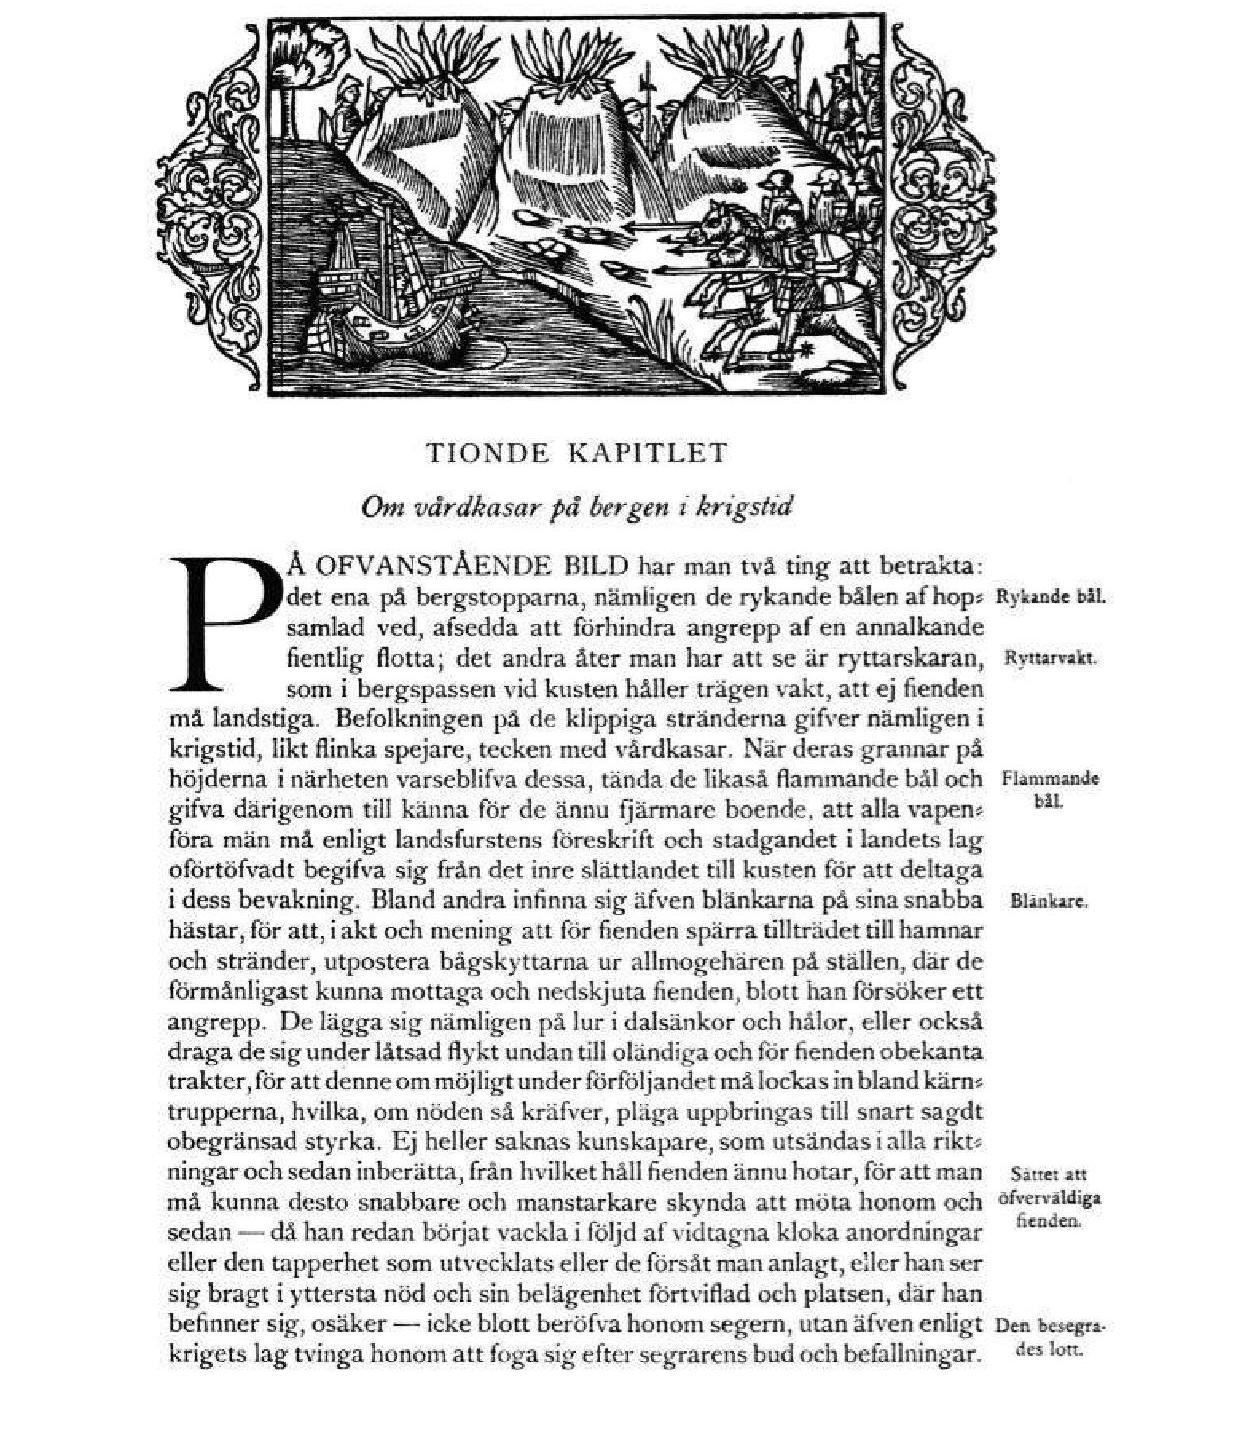 TIONDE KAPITLET
Om vårdkasar på bergen i krigstid
PÅ OFVANSTÅENDE BILD har man två ting att betrakta:
det ena på bergstopparna, nämligen de rykande bålen af hop-
Rykande bål.
samlad ved, afsedda att förhindra angrepp af en annalkande
fientlig flotta; det andra åter man har att se är ryttarskaran,
Ryttarvakt.
som i bergspassen vid kusten håller trägen vakt, att ej fienden
må landstiga. Befolkningen på de klippiga stränderna gifver nämligen i
krigstid, likt flinka spejare, tecken med vårdkasar. När deras grannar på
höjderna i närheten varseblifva dessa, tända de likaså flammande bål och
Flammande
bål.
gifva därigenom till känna för de ännu fjärmare boende, att alla vapen-
föra män må enligt landsfurstens föreskrift och stadgandet i landets lag
oförtöfvadt begifva sig från det inre slättlandet till kusten för att deltaga
i dess bevakning. Bland andra infinna sig äfven blänkarna på sina snabba
Blänkare.
hästar, för att, i akt och mening att för fienden spärra tillträdet till hamnar
och stränder, utpostera bågskyttarna ur allmogehären på ställen, där de
förmånligast kunna mottaga och nedskjuta fienden, blott han försöker ett
angrepp. De lägga sig nämligen på lur i dalsänkor och hålor, eller också
draga de sig under låtsad flykt undan till oländiga och för fienden obekanta
trakter, för att denne om möjligt under förföljandet må lockas in bland kärn-
trupperna, hvilka, om nöden så kräfver, pläga uppbringas till snart sagdt
obegränsad styrka. Ej heller saknas kunskapare, som utsändas i alla rikt-
ningar och sedan inberätta, från hvilket håll fienden ännu hotar, för att man
Sättet att
öfverväldiga
fienden.
må kunna desto snabbare och manstarkare skynda att möta honom och
sedan — då han redan börjat vackla i följd af vidtagna kloka anordningar
eller den tapperhet som utvecklats eller de försåt man anlagt, eller han ser
sig bragt i yttersta nöd och sin belägenhet förtviflad och platsen, där han
befinner sig, osäker — icke blott beröfva honom segern, utan äfven enligt
Den besegra-
des lott.
krigets lag tvinga honom att foga sig efter segrarens bud och befallningar.